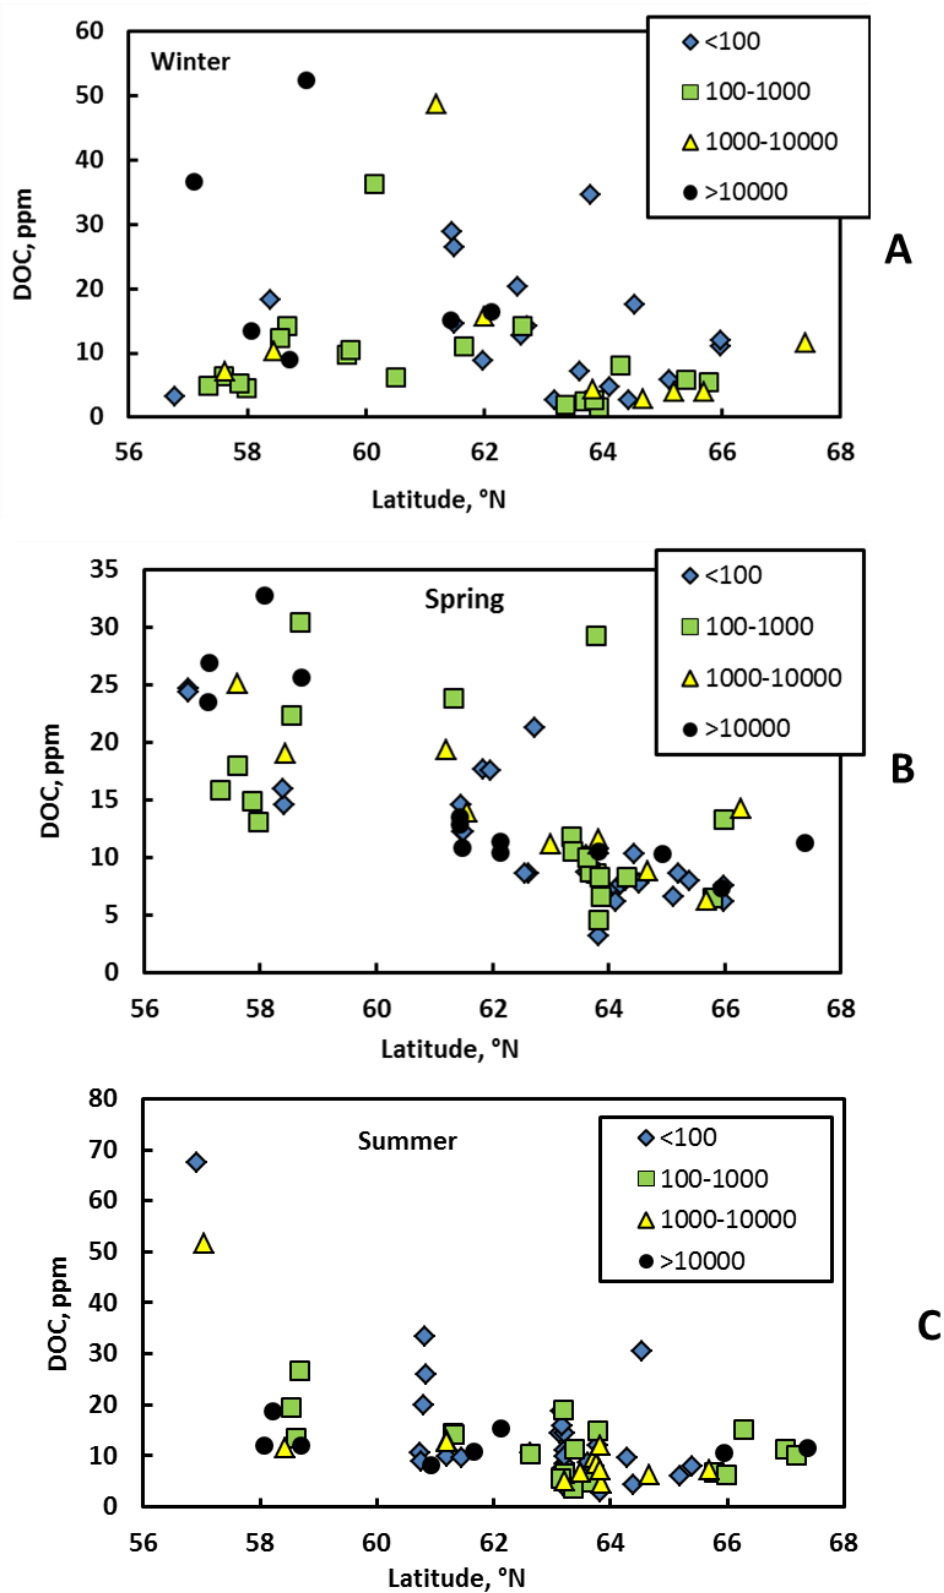 60
50
40
30
20
10
0
DOC, ppm
Winter
<100
100-1000
1000-10000
>10000
A
56 58 60 62 64 66 68
Latitude, °N
35
30
25
20
15
10
5
0
DOC, ppm
Spring
<100
100-1000
1000-10000
>10000
B
56 58 60 62 64 66 68
Latitude, °N
80
70
60
50
40
30
20
10
0
DOC, ppm
Summer
<100
100-1000
1000-10000
>10000
C
56 58 60 62 64 66 68
Latitude, °N